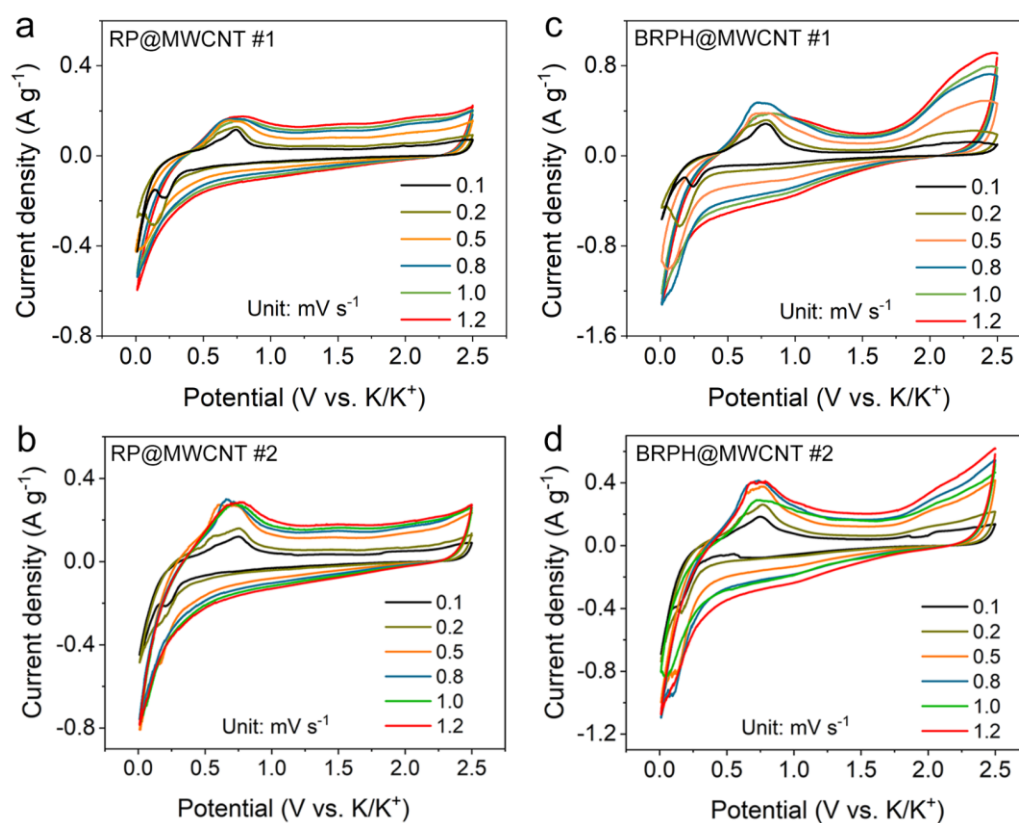 a
RP@MWCNT #1
Current density (A g⁻¹)
0.4
0.0
-0.4
-0.8
0.1
0.2
0.5
0.8
1.0
1.2
Unit: mV s⁻¹
0.0 0.5 1.0 1.5 2.0 2.5
Potential (V vs. K/K⁺)
c
BRPH@MWCNT #1
Current density (A g⁻¹)
0.8
0.0
-0.8
-1.6
0.1
0.2
0.5
0.8
1.0
1.2
Unit: mV s⁻¹
0.0 0.5 1.0 1.5 2.0 2.5
Potential (V vs. K/K⁺)
b
RP@MWCNT #2
Current density (A g⁻¹)
0.4
0.0
-0.4
-0.8
0.1
0.2
0.5
0.8
1.0
1.2
Unit: mV s⁻¹
0.0 0.5 1.0 1.5 2.0 2.5
Potential (V vs. K/K⁺)
d
BRPH@MWCNT #2
Current density (A g⁻¹)
0.4
0.0
-0.4
-0.8
-1.2
0.1
0.2
0.5
0.8
1.0
1.2
Unit: mV s⁻¹
0.0 0.5 1.0 1.5 2.0 2.5
Potential (V vs. K/K⁺)